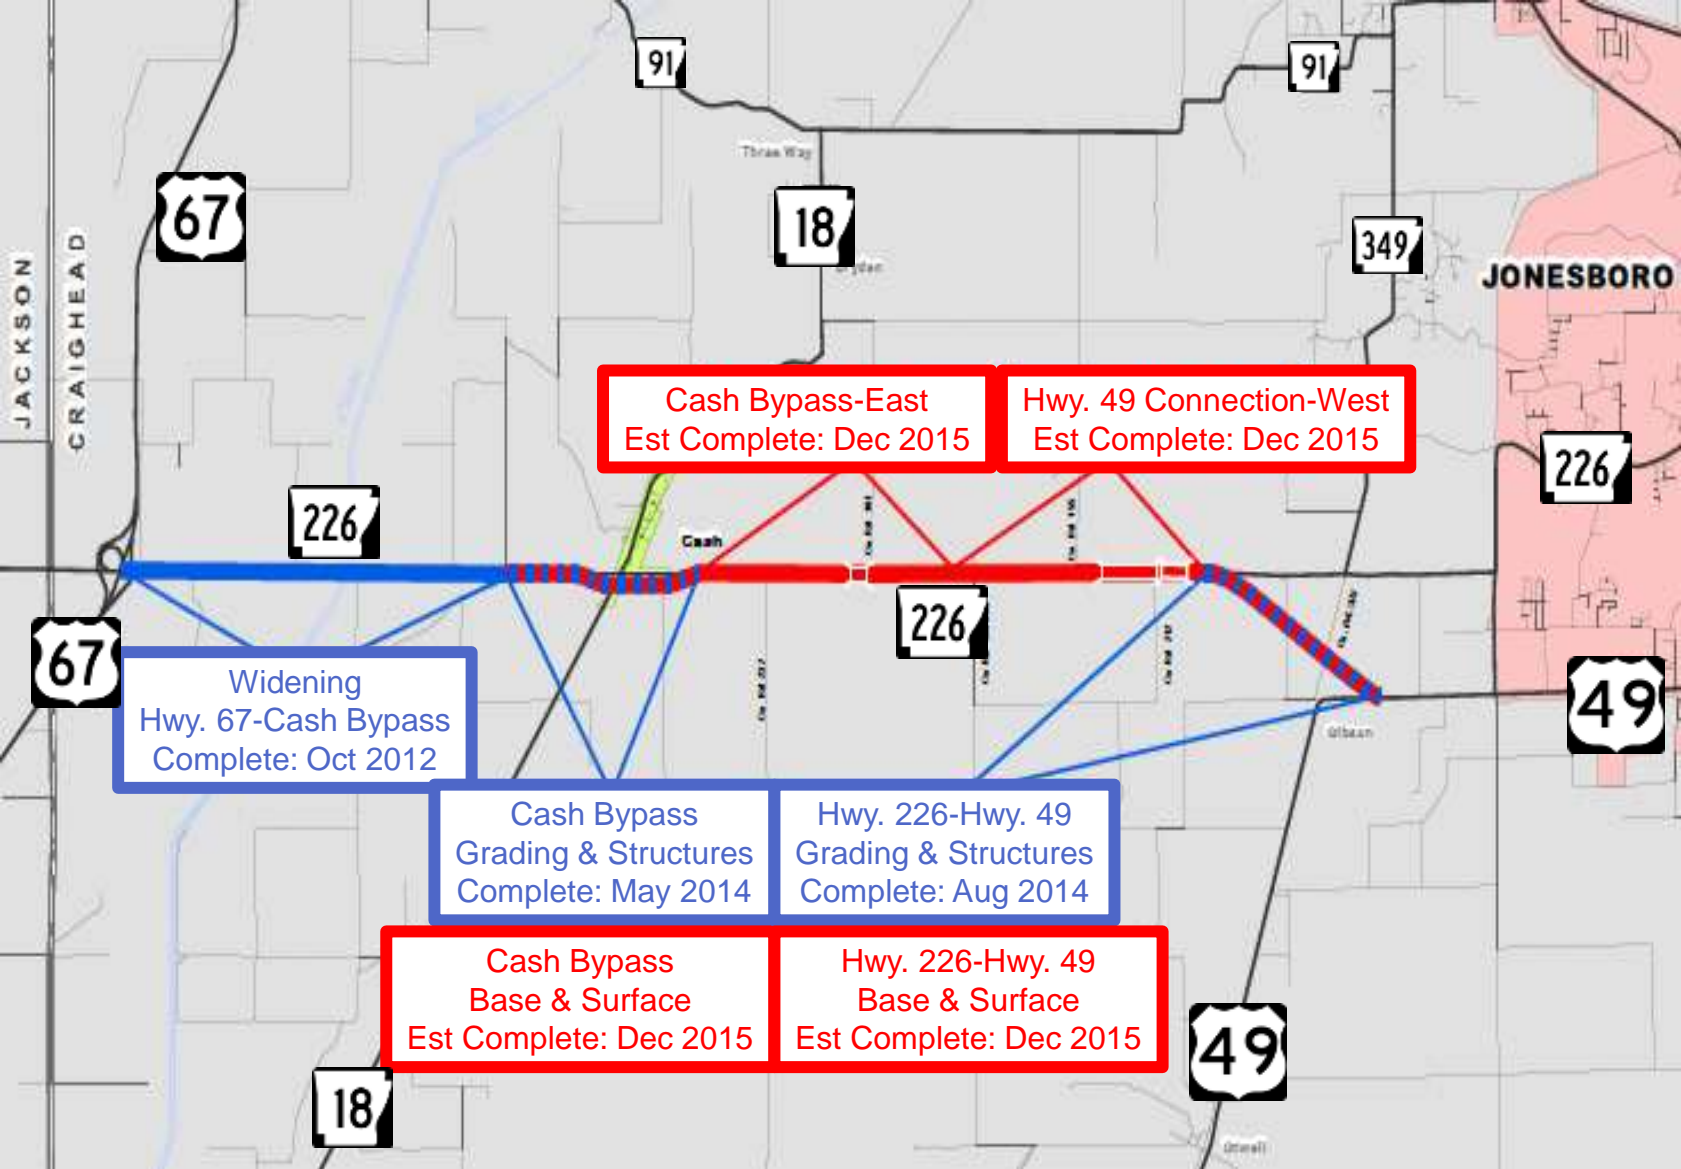 91
91
Three Way
67
18
349
JACKSON
CRAIGHEAD
JONESBORO
Cash Bypass-East
Est Complete: Dec 2015
Hwy. 49 Connection-West
Est Complete: Dec 2015
226
226
Cash
226
67
49
Widening
Hwy. 67-Cash Bypass
Complete: Oct 2012
Gibson
Cash Bypass
Grading & Structures
Complete: May 2014
Hwy. 226-Hwy. 49
Grading & Structures
Complete: Aug 2014
Cash Bypass
Base & Surface
Est Complete: Dec 2015
Hwy. 226-Hwy. 49
Base & Surface
Est Complete: Dec 2015
49
18